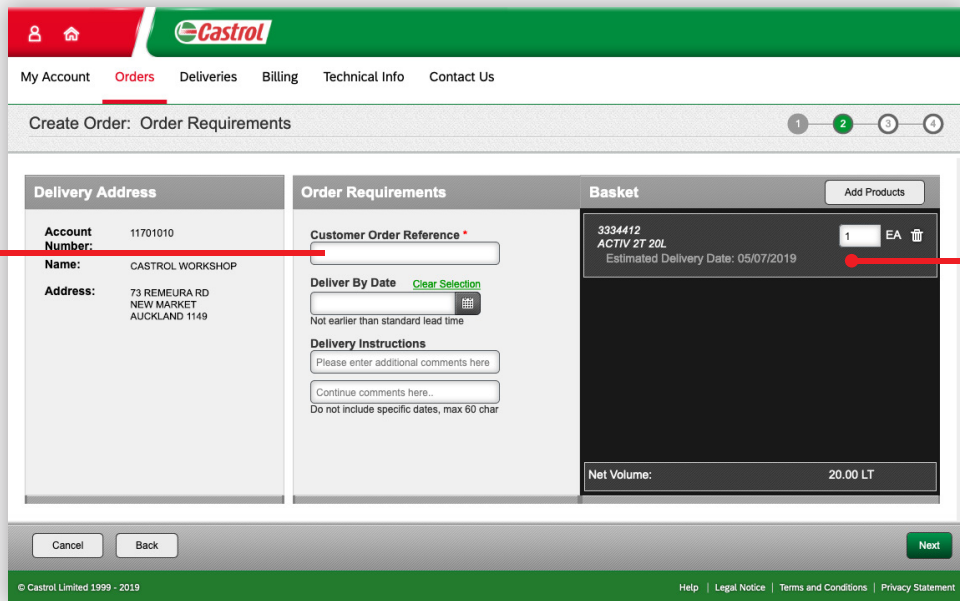 Castrol
My Account Orders Deliveries Billing Technical Info Contact Us
Create Order: Order Requirements
1 2 3 4
Delivery Address
Account Number: 11701010
Name: CASTROL WORKSHOP
Address: 73 REMEURA RD
NEW MARKET
AUCKLAND 1149
Order Requirements
Customer Order Reference *
Deliver By Date Clear Selection
Not earlier than standard lead time
Delivery Instructions
Please enter additional comments here
Continue comments here..
Do not include specific dates, max 60 char
Basket Add Products
3334412
ACTIV 2T 20L
1 EA
Estimated Delivery Date: 05/07/2019
Net Volume: 20.00 LT
Cancel Back Next
© Castrol Limited 1999 - 2019 Help | Legal Notice | Terms and Conditions | Privacy Statement